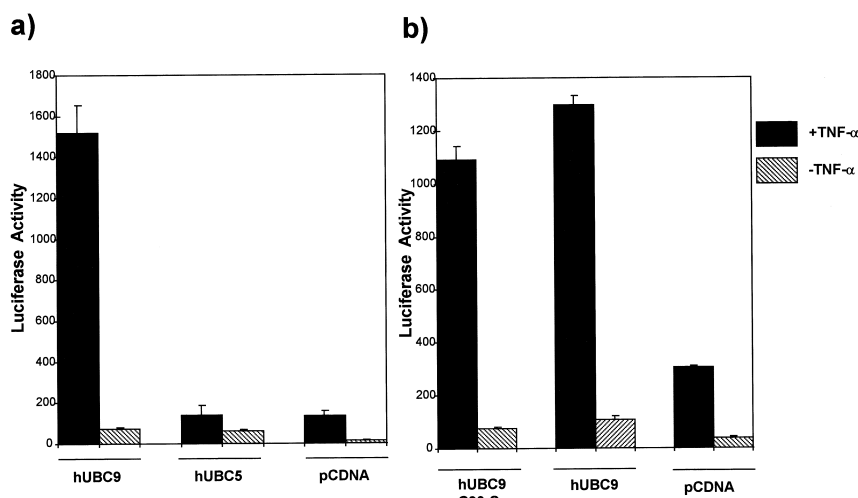 a)
b)
Luciferase Activity
1800
1600
1400
1200
1000
800
600
400
200
0
hUBC9
hUBC5
pCDNA
Luciferase Activity
1400
1200
1000
800
600
400
200
0
hUBC9
hUBC9
pCDNA
+TNF-α
-TNF-α